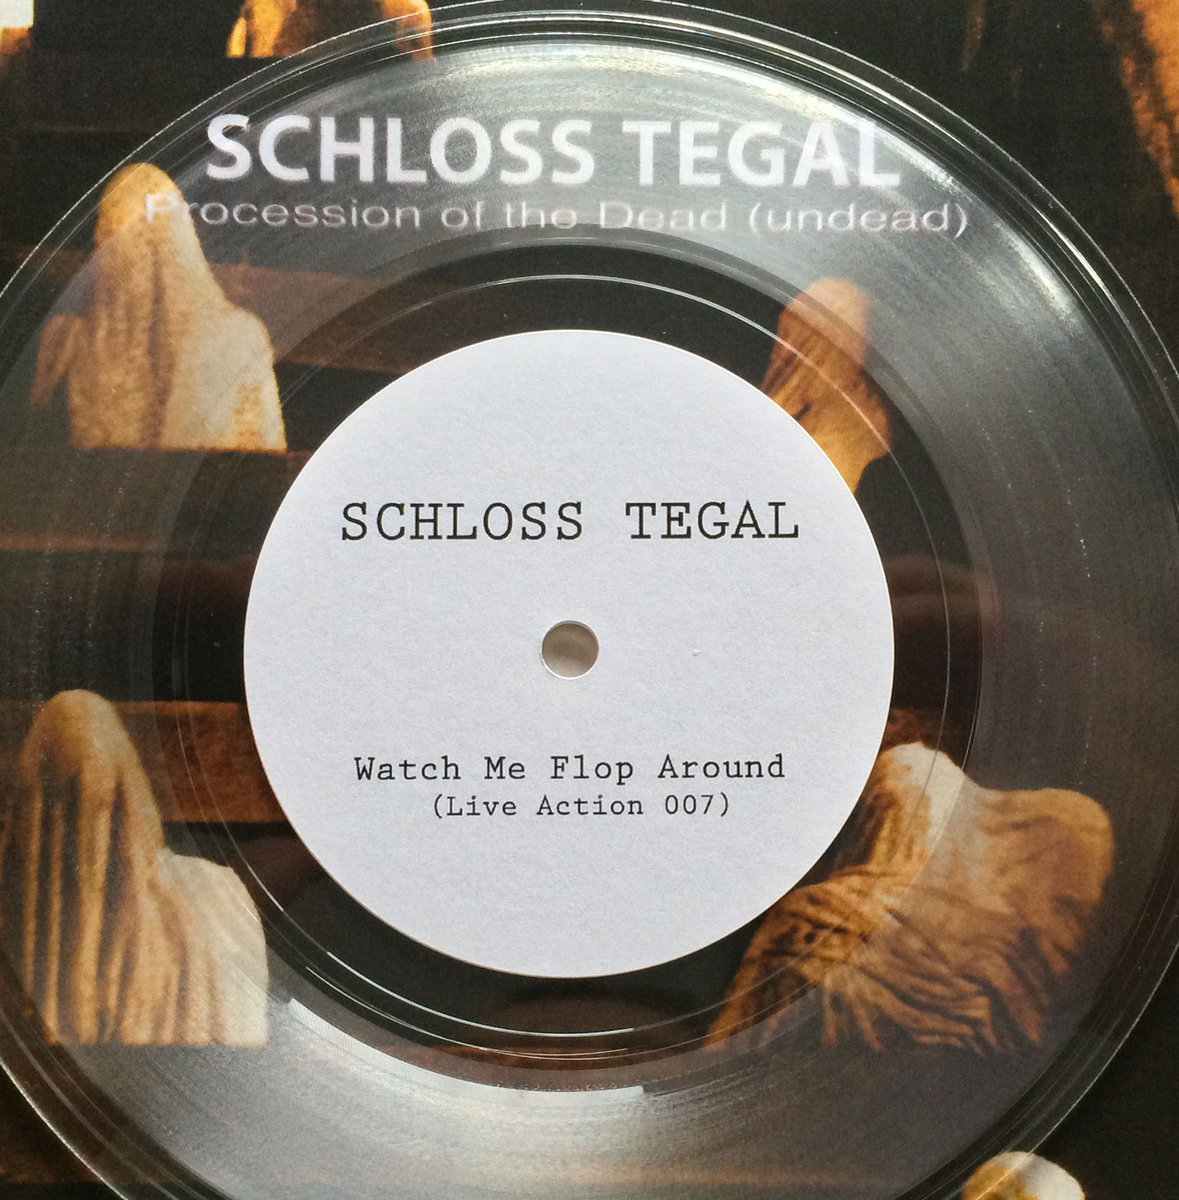 SCHLOSS TEGAL
Procession of the Dead (undead)
SCHLOSS TEGAL
Watch Me Flop Around
(Live Action 007)